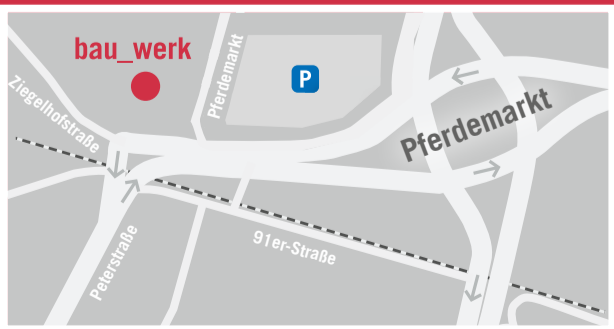 bau_werk
P
Pferdemarkt
Pferdemarkt
Ziegelhofstraße
Peterstraße
91er-Straße